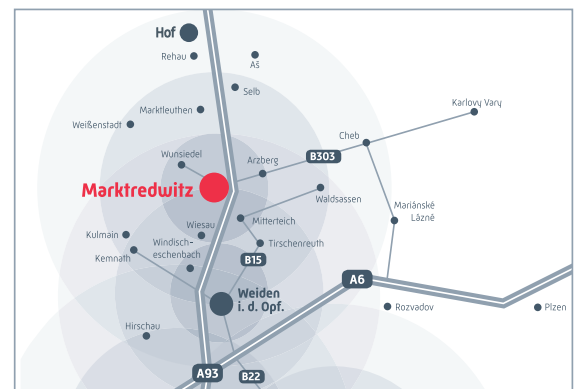 Hof
Rehau
Aš
Selb
Marktleuthen
Weißenstadt
Karlovy Vary
Cheb
Wunsiedel
Arzberg
B303
Marktredwitz
Waldsassen
Mariánské
Lázně
Mitterteich
Wiesau
Kulmain
Windisch-
eschenbach
Tirschenreuth
Kemnath
B15
A6
Weiden
i. d. Opf.
Rozvadov
Plzen
Hirschau
A93
B22